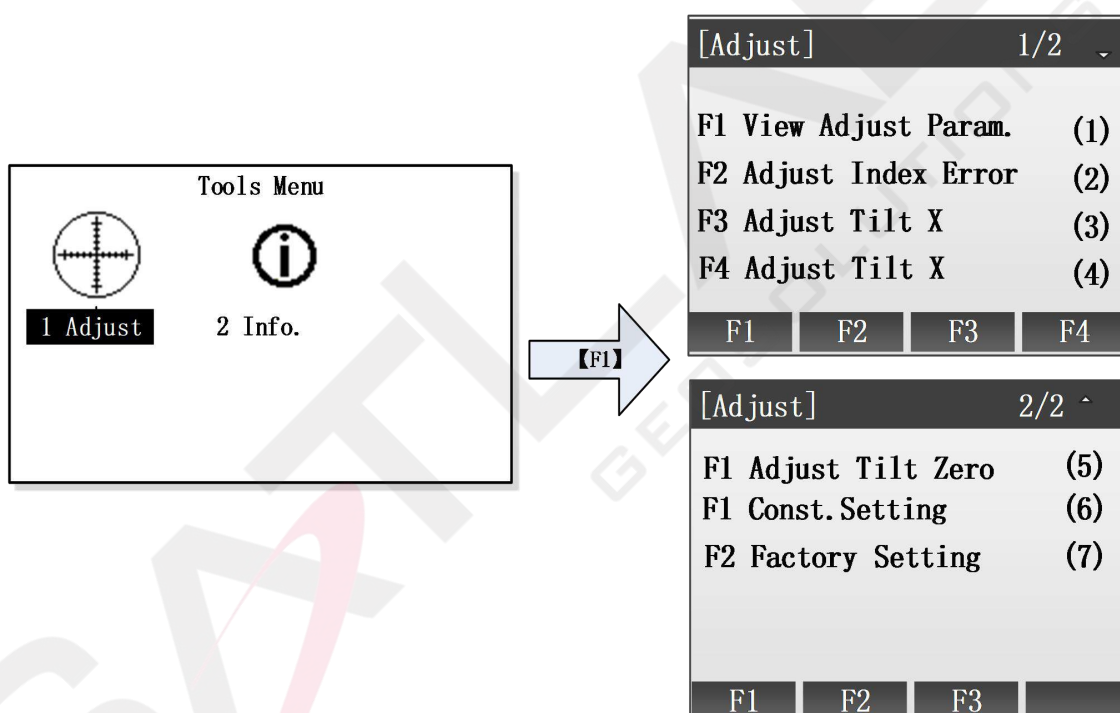 Tools Menu
1 Adjust
2 Info.
【F1】
[Adjust] 1/2
F1 View Adjust Param. (1)
F2 Adjust Index Error (2)
F3 Adjust Tilt X (3)
F4 Adjust Tilt X (4)
F1 F2 F3 F4
[Adjust] 2/2
F1 Adjust Tilt Zero (5)
F1 Const.Setting (6)
F2 Factory Setting (7)
F1 F2 F3
SATLAB
GEOSOLUTIONS